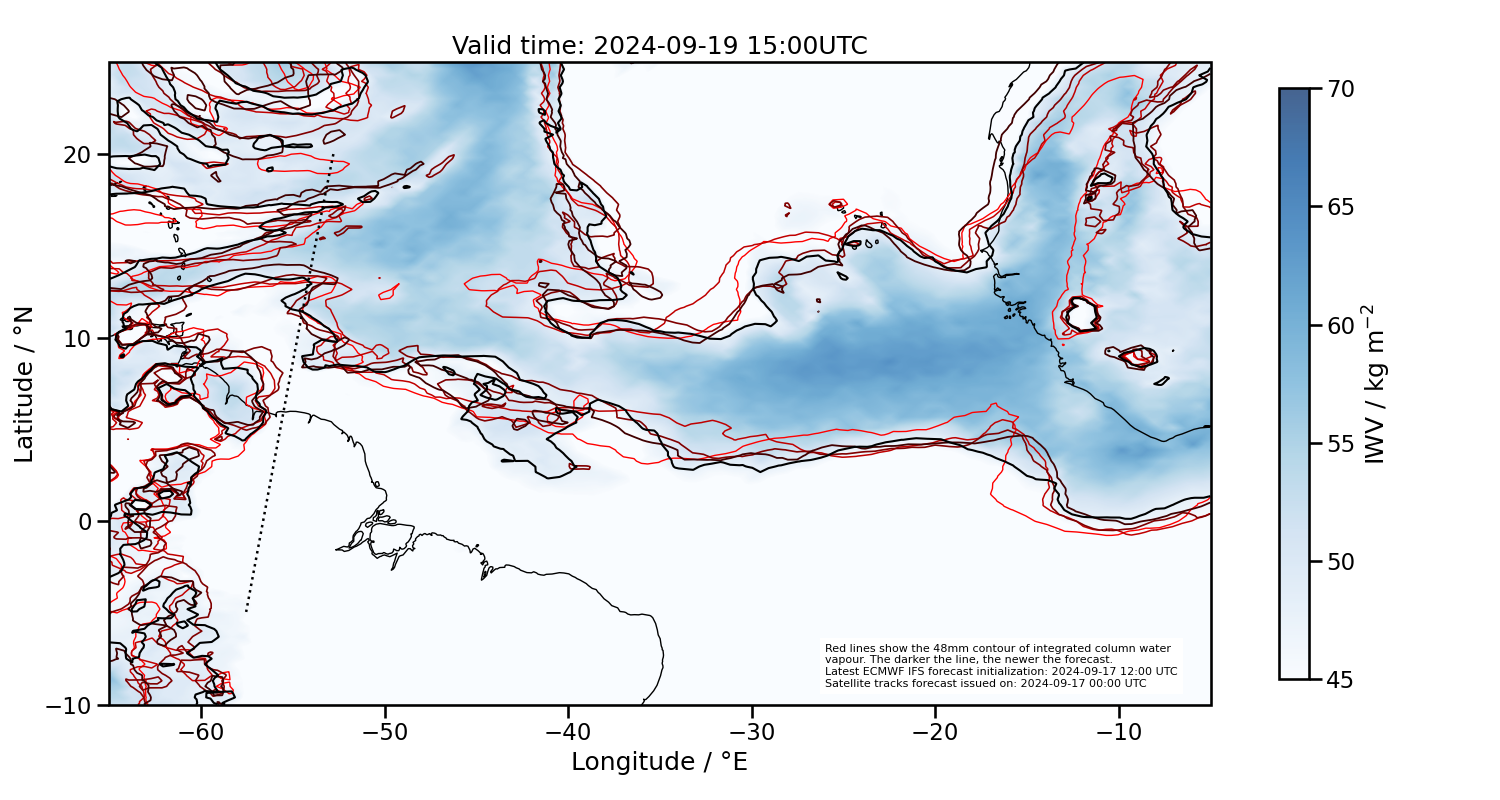 Valid time: 2024-09-19 15:00UTC
20
10
0
−10
Latitude / °N
−60
−50
−40
−30
−20
−10
Longitude / °E
Red lines show the 48mm contour of integrated column water
vapour. The darker the line, the newer the forecast.
Latest ECMWF IFS forecast initialization: 2024-09-17 12:00 UTC
Satellite tracks forecast issued on: 2024-09-17 00:00 UTC
70
65
60
55
50
45
IWV / kg m⁻²